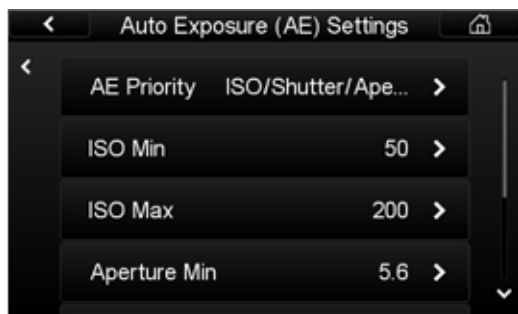 Auto Exposure (AE) Settings
AE Priority ISO/Shutter/Ape...
ISO Min 50
ISO Max 200
Aperture Min 5.6